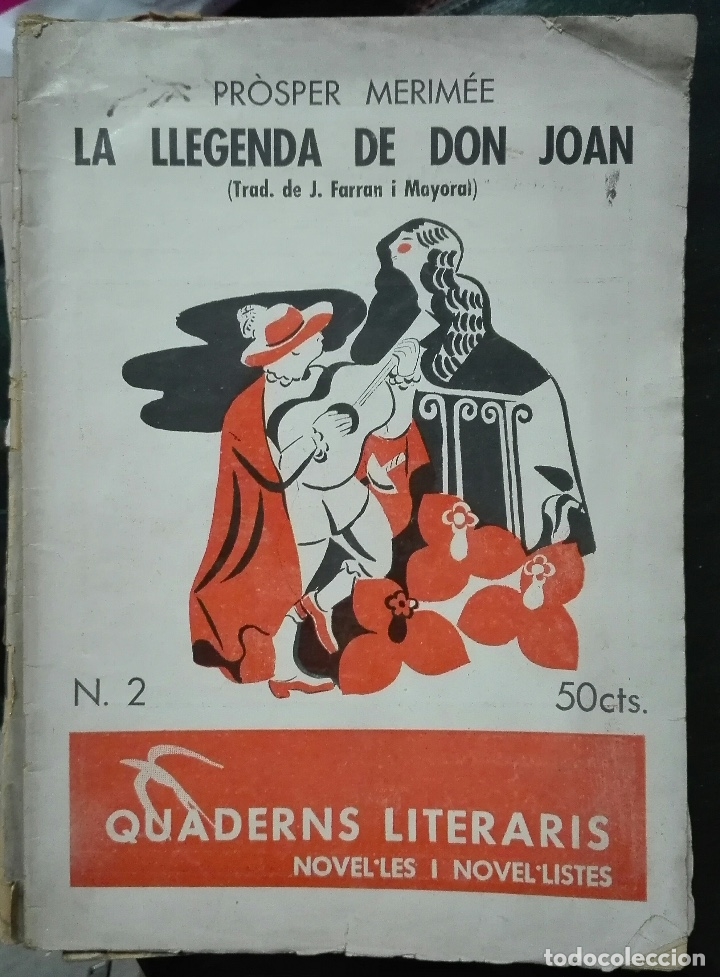 PRÒSPER MERIMÉE
LA LLEGENDA DE DON JOAN
(Trad. de J. Farran i Mayoral)
N. 2
50cts.
QUADERNS LITERARIS
NOVEL·LES I NOVEL·LISTES
todocoleccion